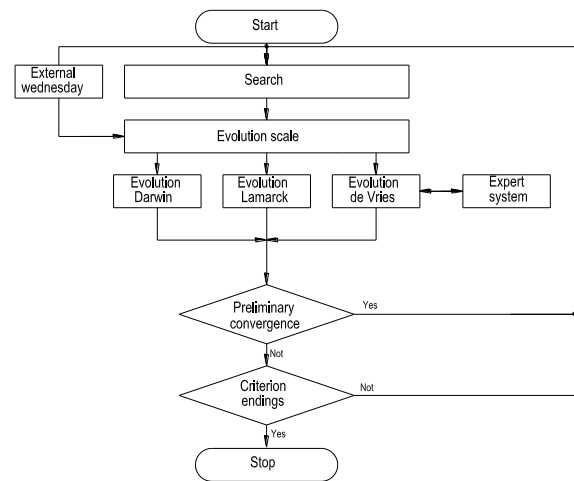 Start
External
wednesday
Search
Evolution scale
Evolution
Darwin
Evolution
Lamarck
Evolution
de Vries
Expert
system
Preliminary
convergence
Yes
Not
Criterion
endings
Not
Yes
Stop